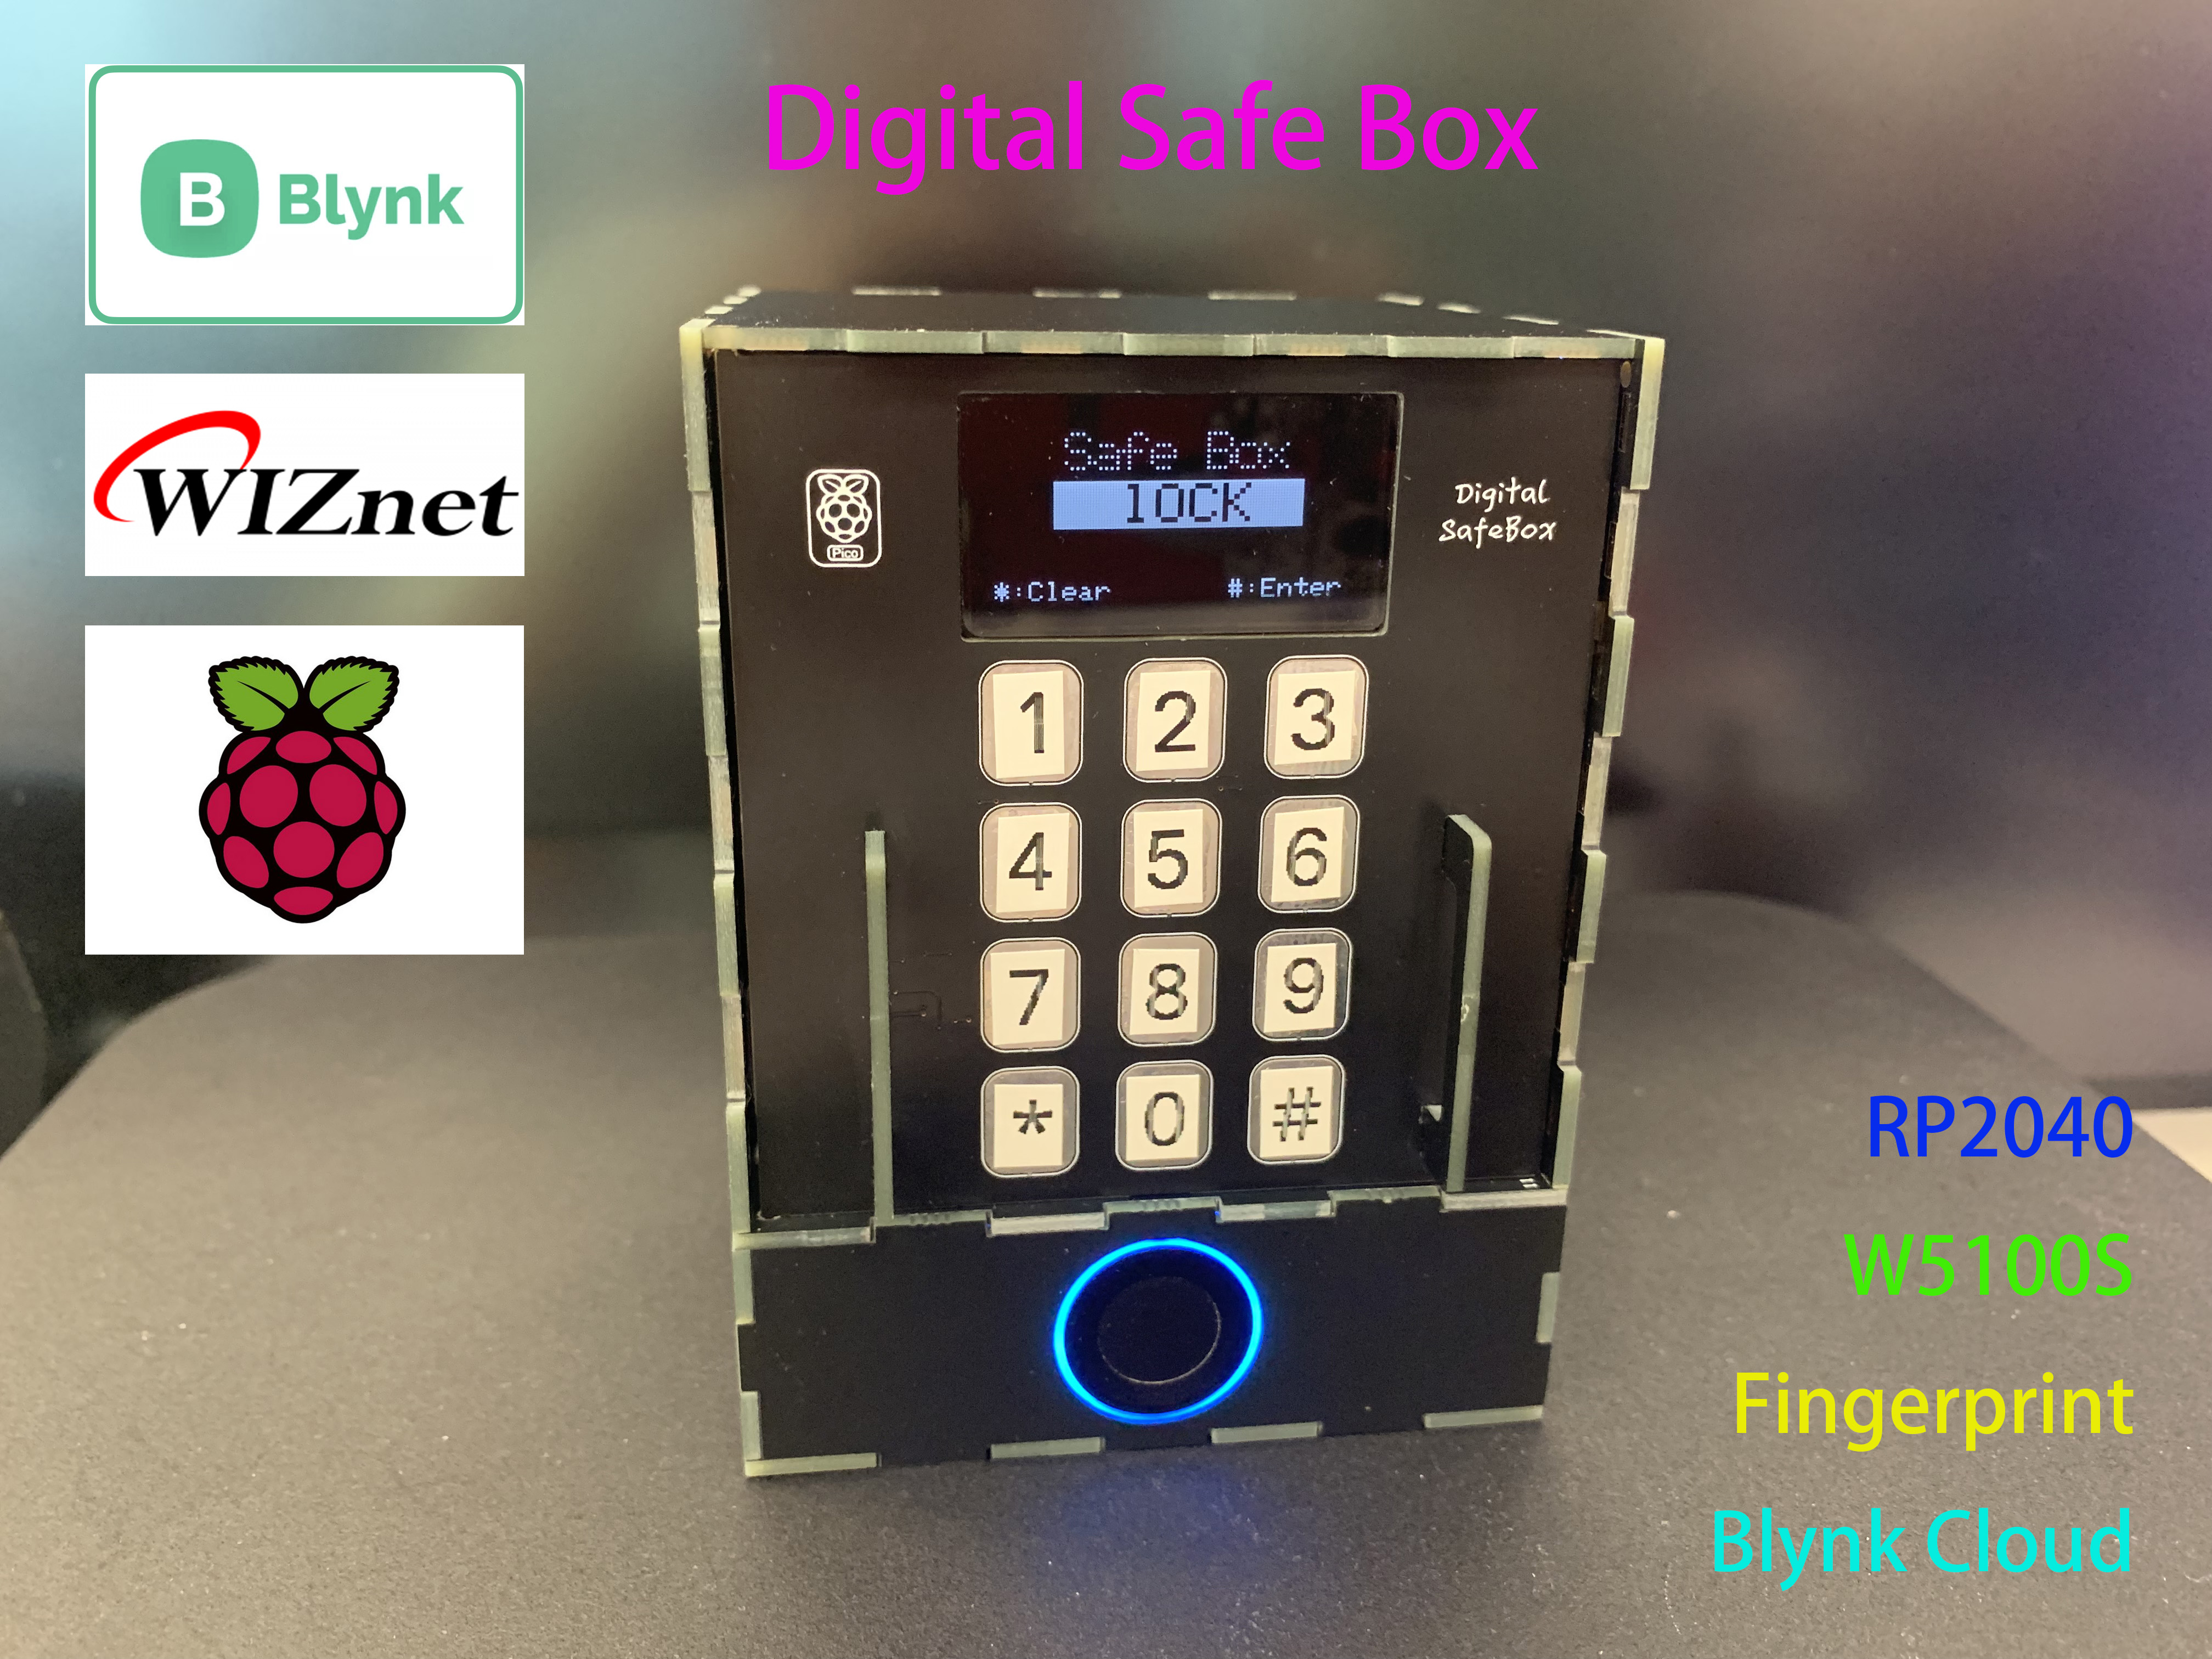 Digital Safe Box
B Blynk
WIZnet
Safe Box
lOCK
*:Clear #:Enter
Pico
Digital
SafeBox
1 2 3
4 5 6
7 8 9
* 0 #
RP2040
W5100S
Fingerprint
Blynk Cloud